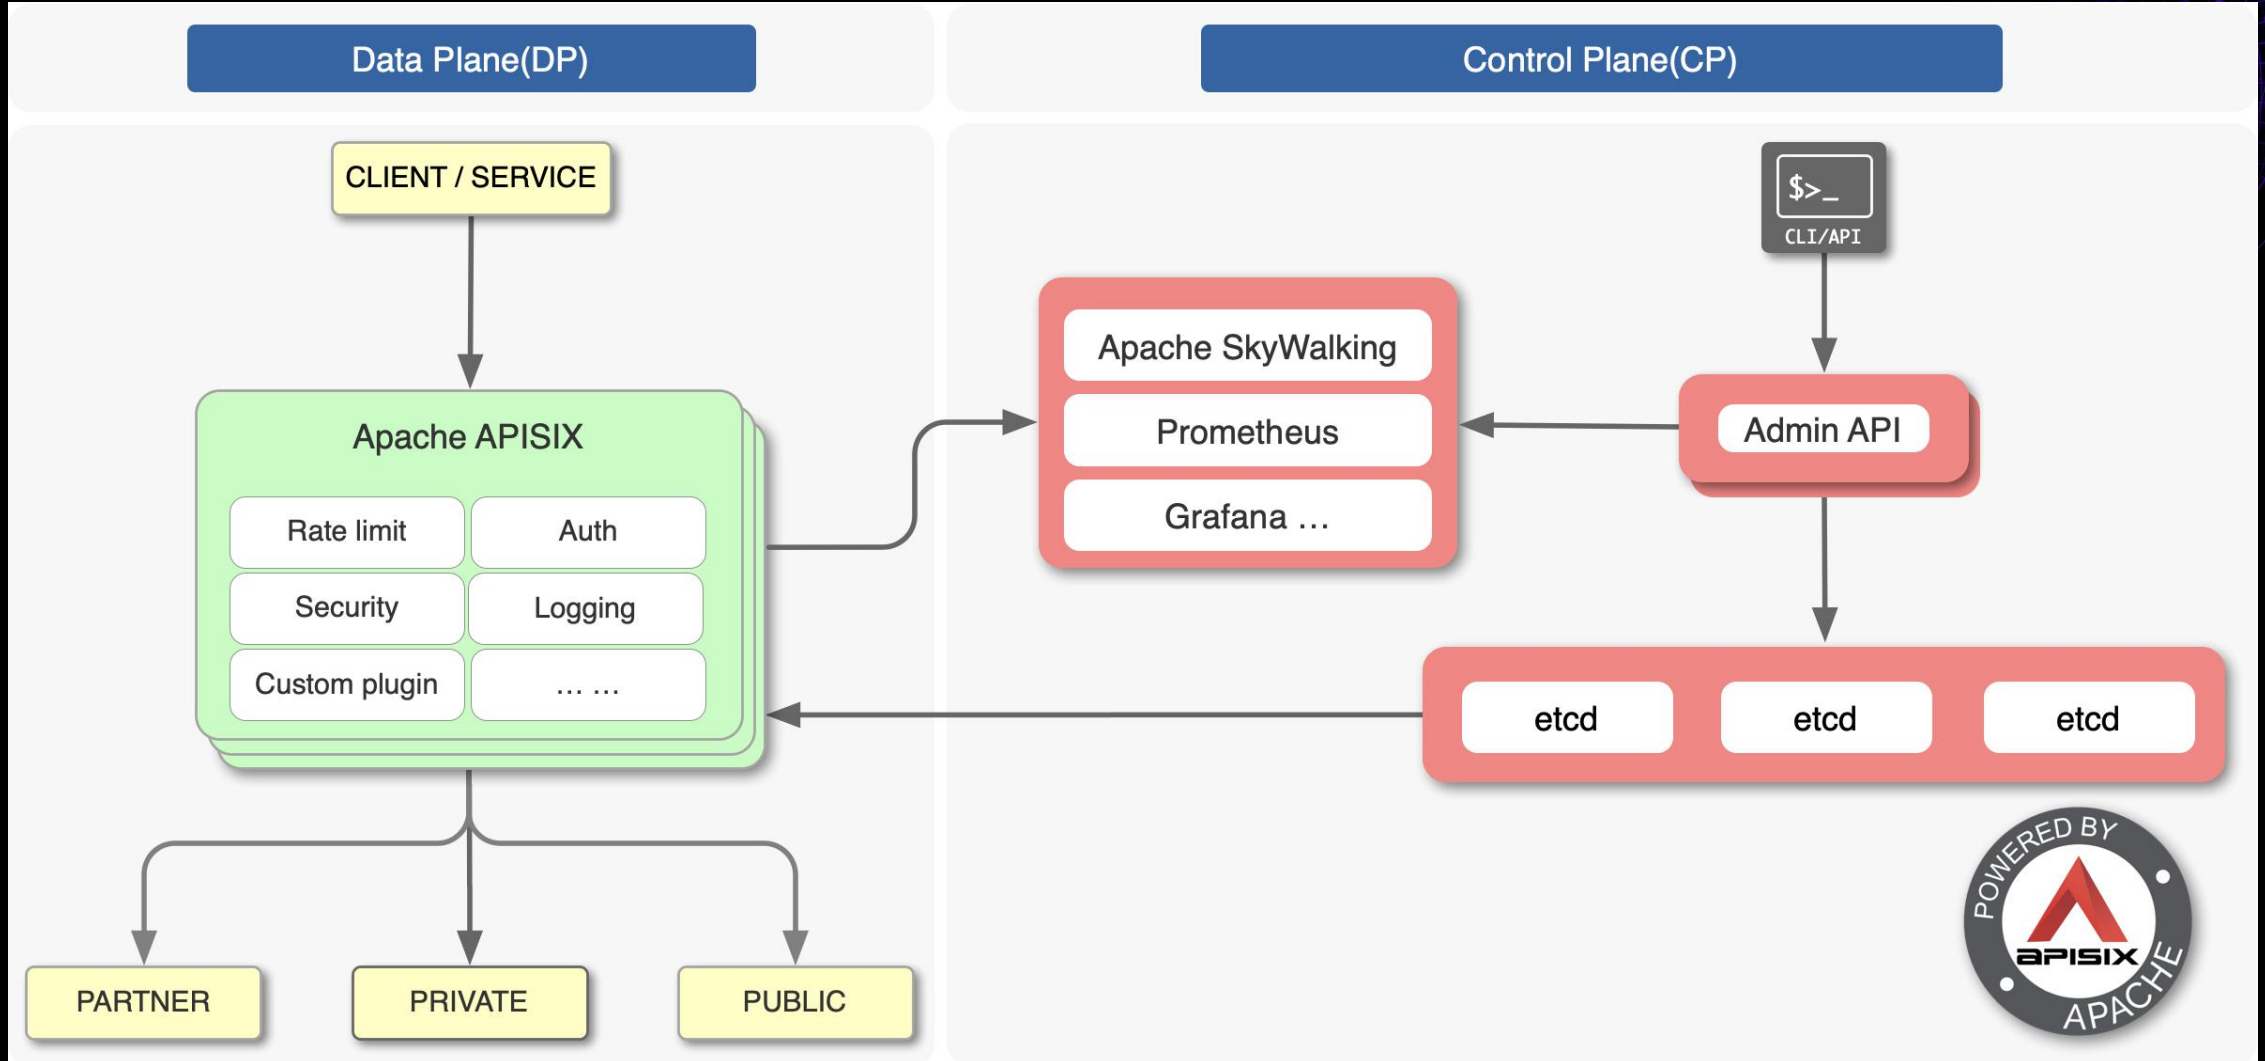 Data Plane(DP)
Control Plane(CP)
CLIENT / SERVICE
$>_
CLI/API
Apache APISIX
Rate limit
Auth
Security
Logging
Custom plugin
... ...
Apache SkyWalking
Prometheus
Grafana ...
Admin API
etcd
etcd
etcd
PARTNER
PRIVATE
PUBLIC
POWERED BY
APISIX
APACHE